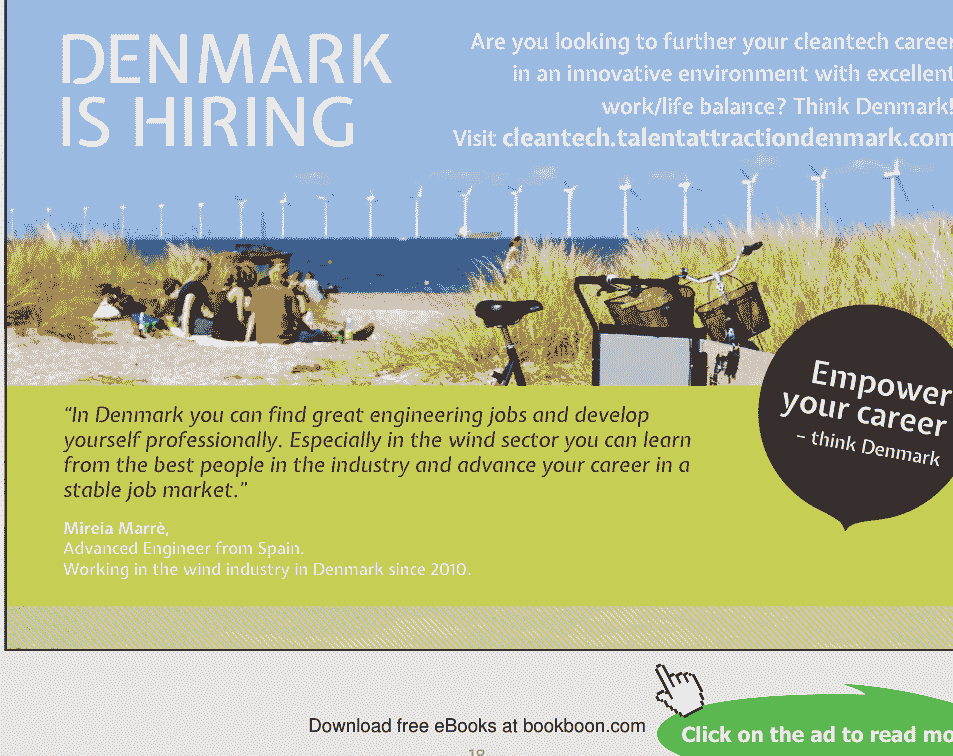 DENMARK
IS HIRING
Are you looking to further your cleantech career
in an innovative environment with excellent
work/life balance? Think Denmark!
Visit cleantech.talentattractiondenmark.com
Empower
your career
– think Denmark
“In Denmark you can find great engineering jobs and develop
yourself professionally. Especially in the wind sector you can learn
from the best people in the industry and advance your career in a
stable job market.”
Mireia Marrè,
Advanced Engineer from Spain.
Working in the wind industry in Denmark since 2010.
Download free eBooks at bookboon.com
Click on the ad to read mo
18